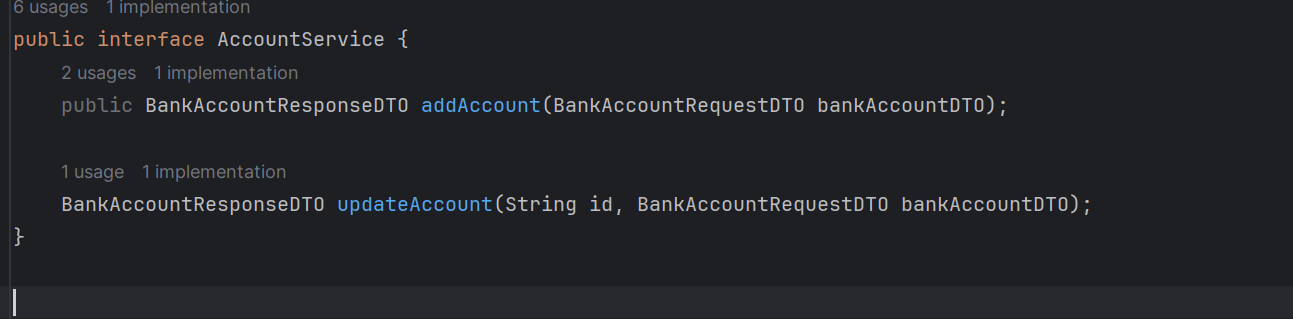 6 usages 1 implementation
public interface AccountService {
2 usages 1 implementation
public BankAccountResponseDTO addAccount(BankAccountRequestDTO bankAccountDTO);
1 usage 1 implementation
BankAccountResponseDTO updateAccount(String id, BankAccountRequestDTO bankAccountDTO);
}